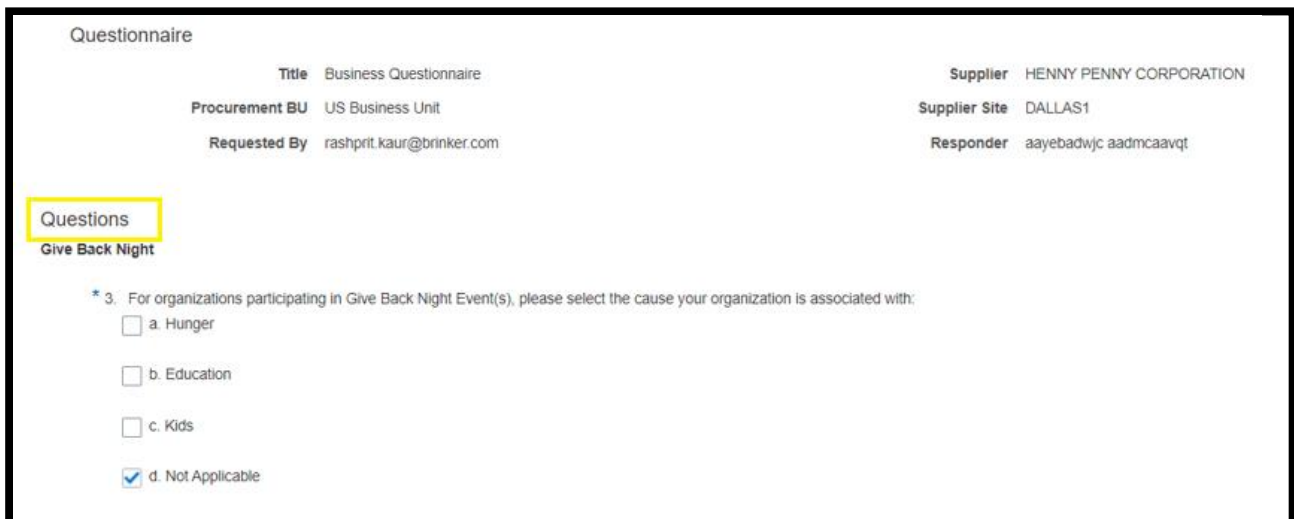 Questionnaire
Title Business Questionnaire Supplier HENNY PENNY CORPORATION
Procurement BU US Business Unit Supplier Site DALLAS1
Requested By rashprit.kaur@brinker.com Responder aayebadwjc aadmcaavqt
Questions
Give Back Night
* 3. For organizations participating in Give Back Night Event(s), please select the cause your organization is associated with:
a. Hunger
b. Education
c. Kids
d. Not Applicable